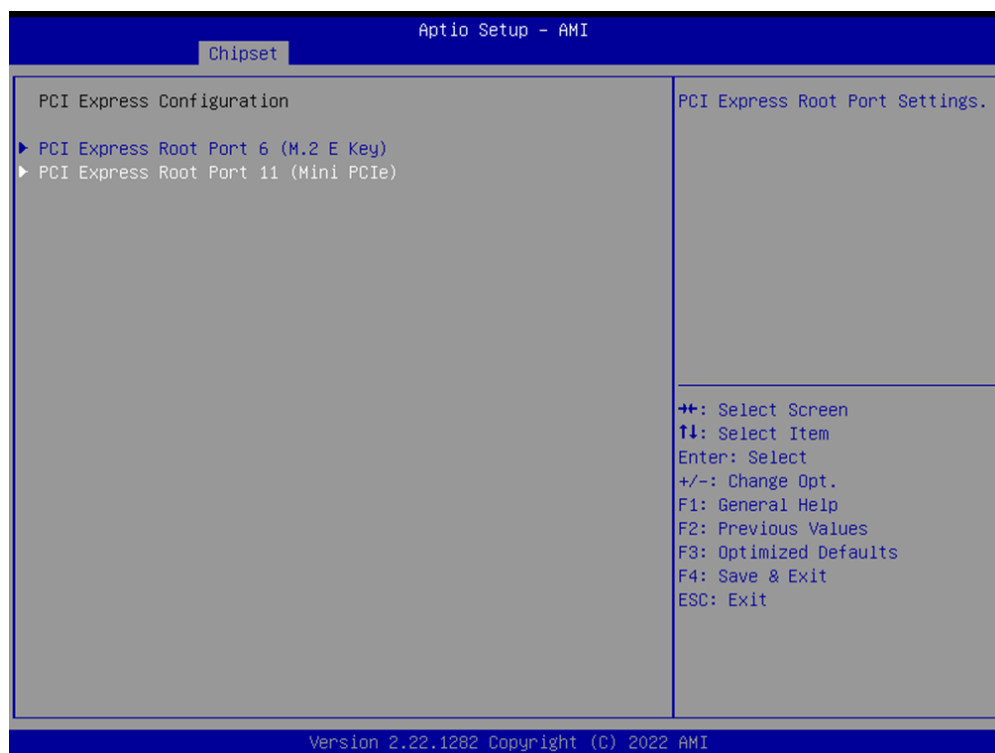 Aptio Setup – AMI
Chipset
PCI Express Configuration
▶ PCI Express Root Port 6 (M.2 E Key)
▶ PCI Express Root Port 11 (Mini PCIe)
PCI Express Root Port Settings.
→←: Select Screen
↑↓: Select Item
Enter: Select
+/-: Change Opt.
F1: General Help
F2: Previous Values
F3: Optimized Defaults
F4: Save & Exit
ESC: Exit
Version 2.22.1282 Copyright (C) 2022 AMI